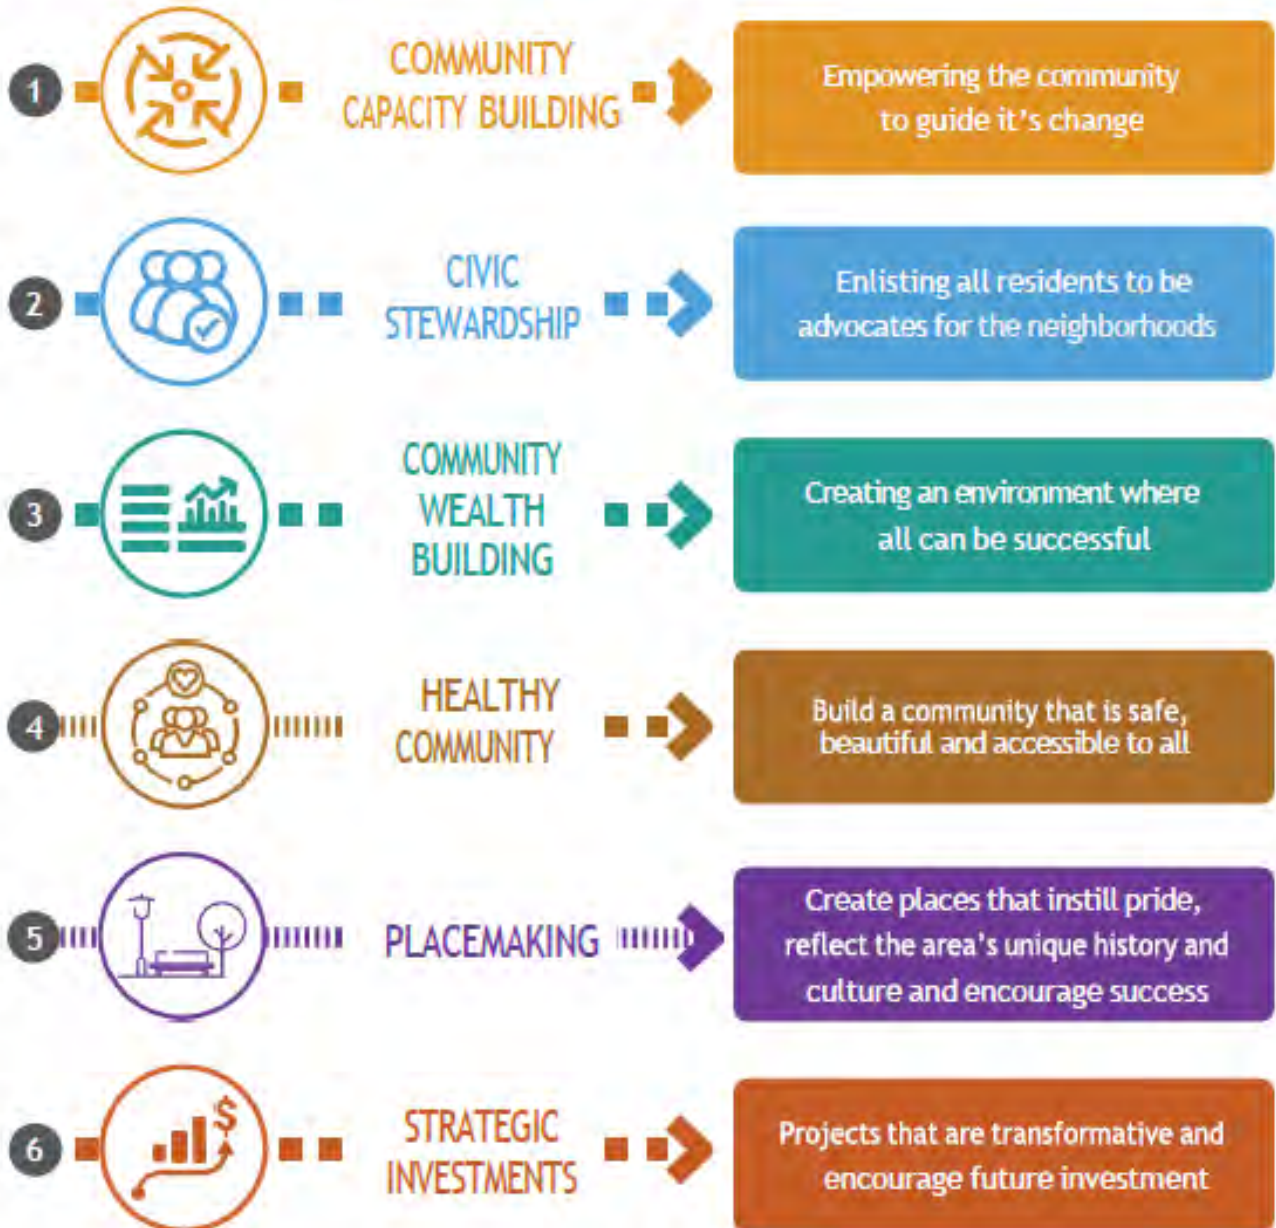 1
COMMUNITY
CAPACITY BUILDING
Empowering the community
to guide it's change
2
CIVIC
STEWARDSHIP
Enlisting all residents to be
advocates for the neighborhoods
3
COMMUNITY
WEALTH
BUILDING
Creating an environment where
all can be successful
4
HEALTHY
COMMUNITY
Build a community that is safe,
beautiful and accessible to all
5
PLACEMAKING
Create places that instill pride,
reflect the area's unique history and
culture and encourage success
6
$
STRATEGIC
INVESTMENTS
Projects that are transformative and
encourage future investment